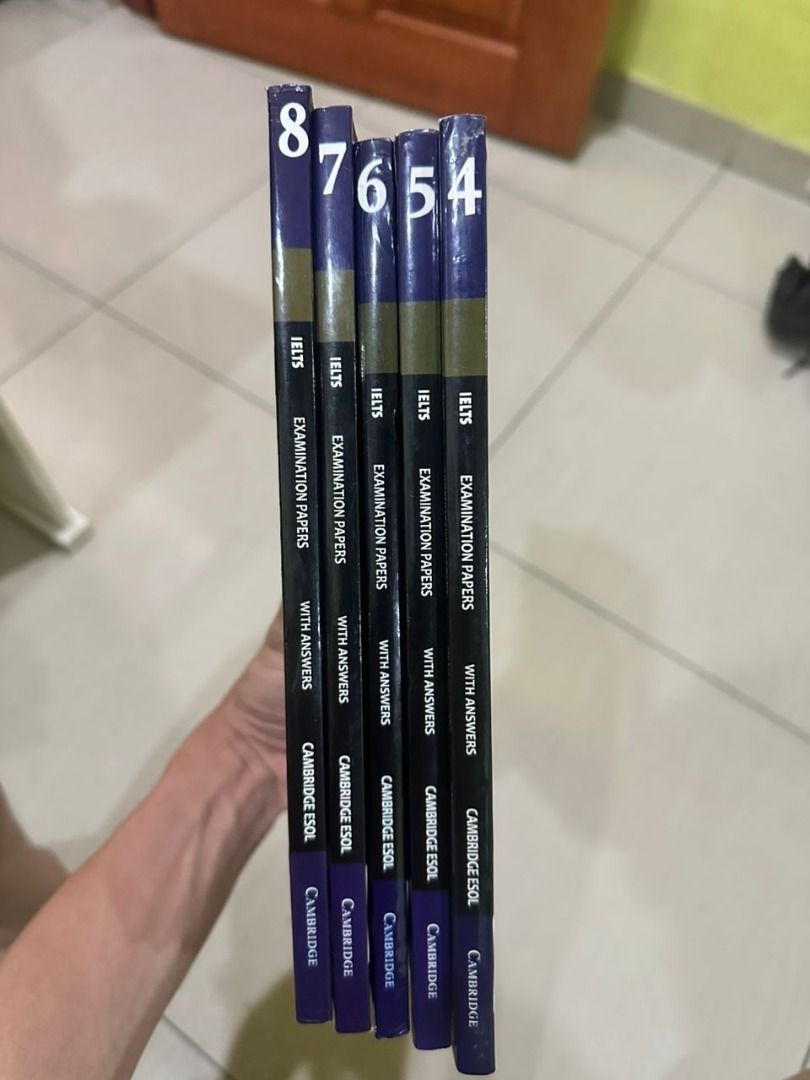 8 IELTS EXAMINATION PAPERS WITH ANSWERS CAMBRIDGE ESOL CAMBRIDGE
7 IELTS EXAMINATION PAPERS WITH ANSWERS CAMBRIDGE ESOL CAMBRIDGE
6 IELTS EXAMINATION PAPERS WITH ANSWERS CAMBRIDGE ESOL CAMBRIDGE
5 IELTS EXAMINATION PAPERS WITH ANSWERS CAMBRIDGE ESOL CAMBRIDGE
4 IELTS EXAMINATION PAPERS WITH ANSWERS CAMBRIDGE ESOL CAMBRIDGE